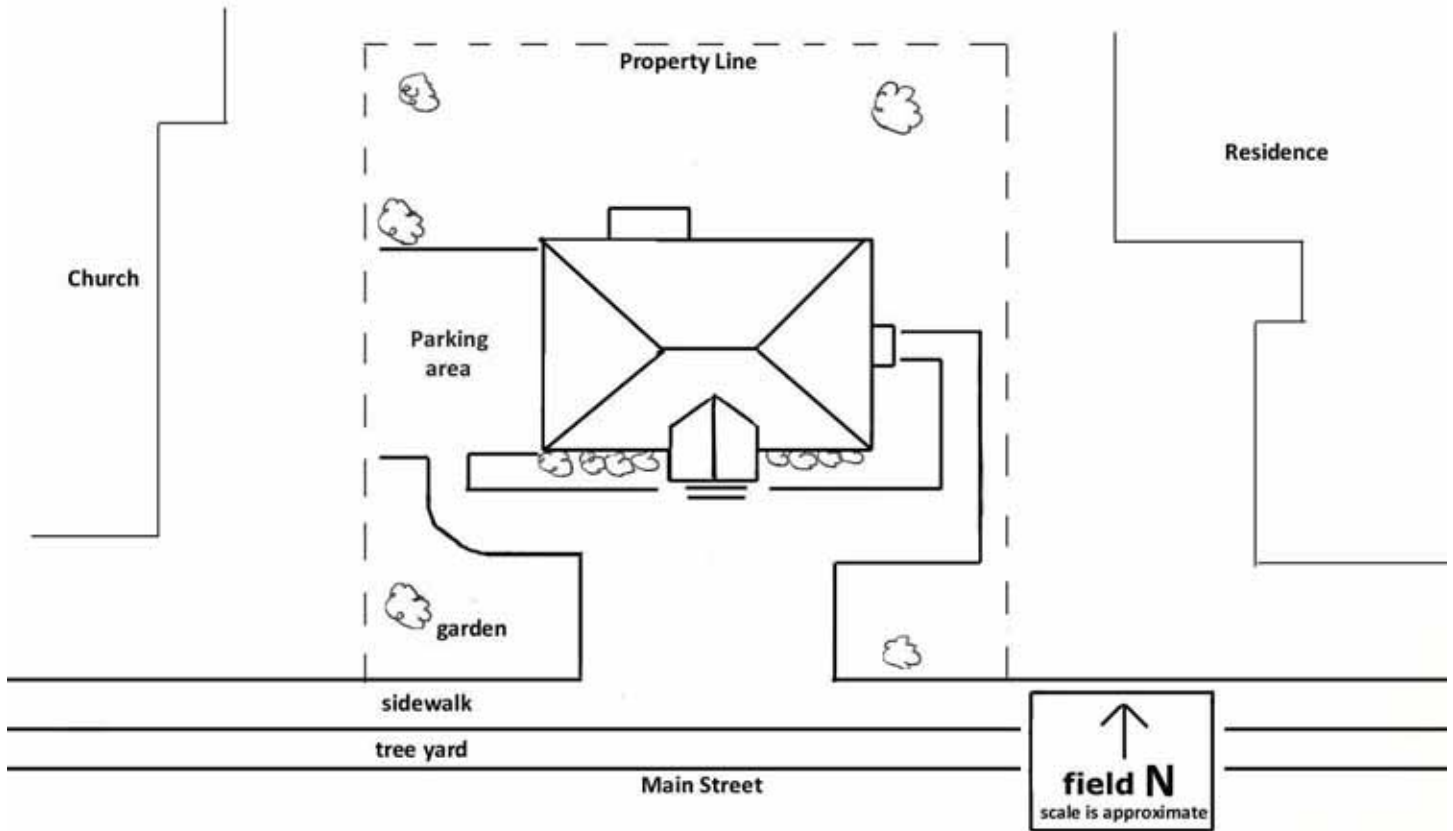 Property Line
Residence
Church
Parking
area
garden
sidewalk
tree yard
Main Street
field N
scale is approximate